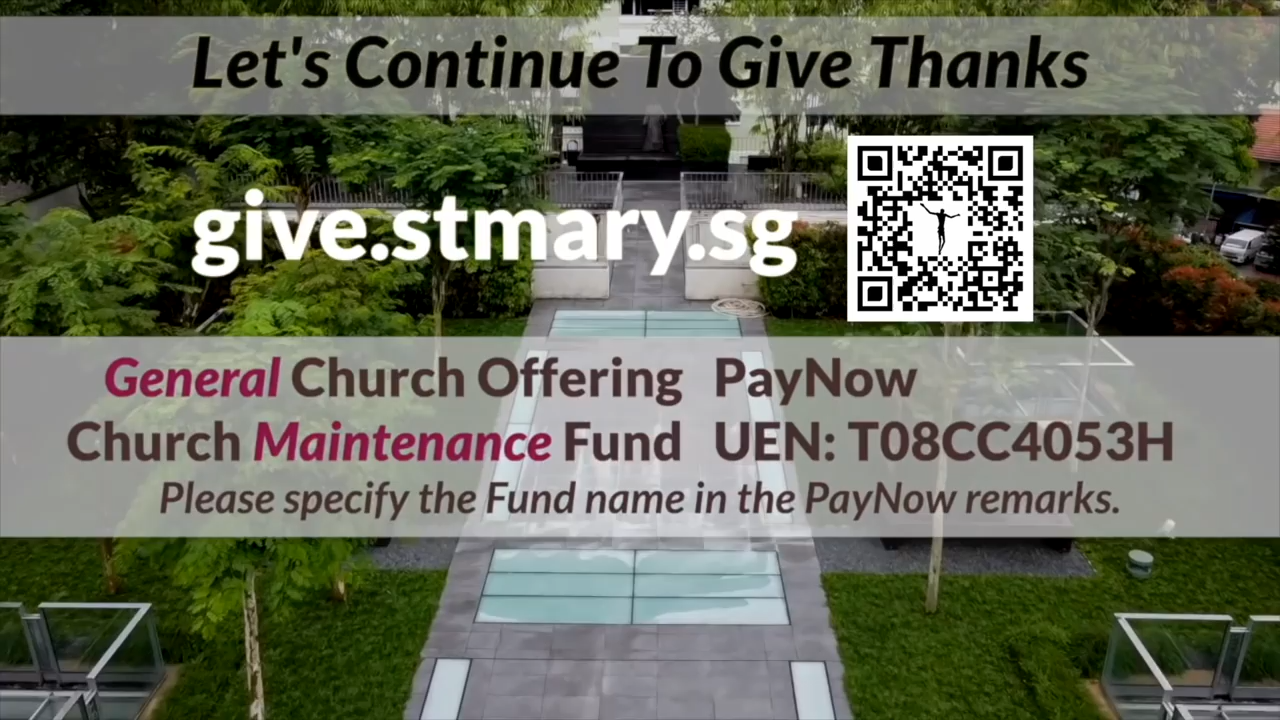 Let's Continue To Give Thanks
give.stmary.sg
General Church Offering PayNow
Church Maintenance Fund UEN: T08CC4053H
Please specify the Fund name in the PayNow remarks.